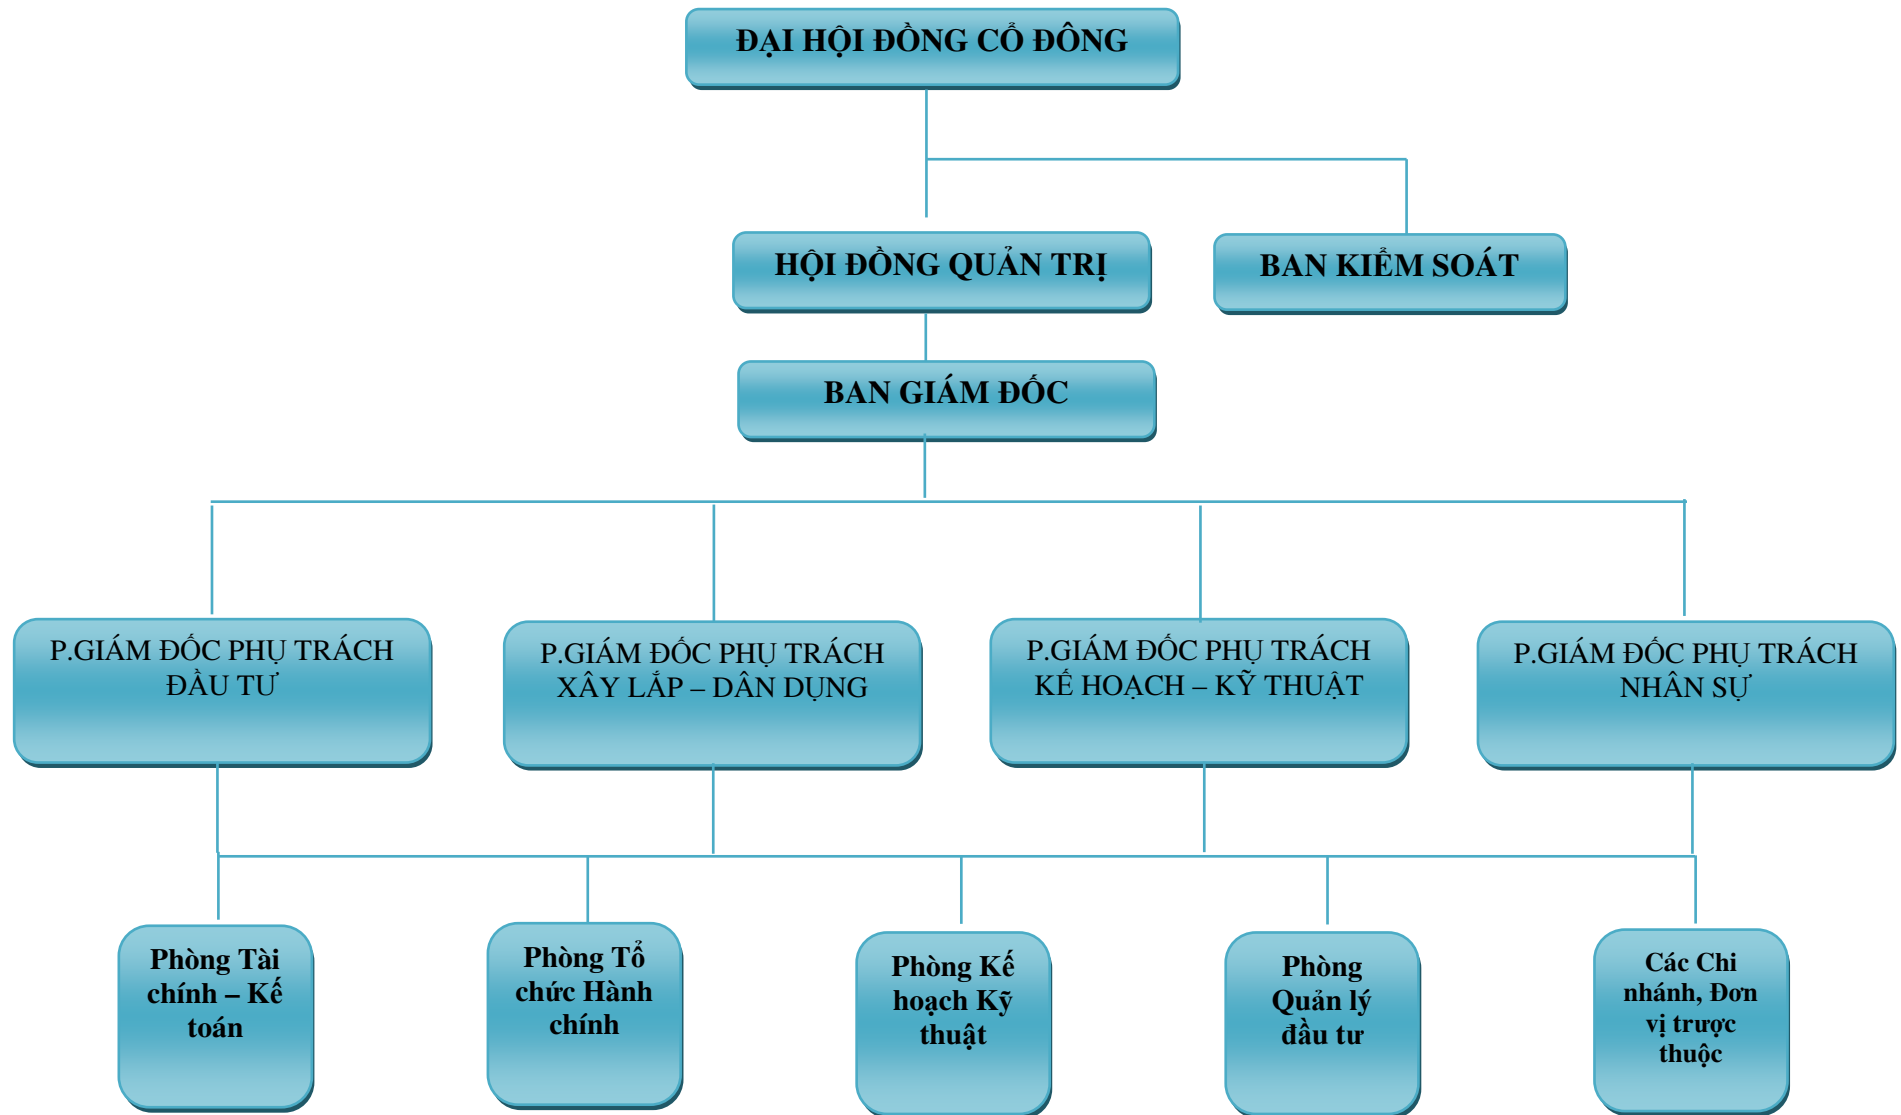 ĐẠI HỘI ĐỒNG CỔ ĐÔNG
HỘI ĐỒNG QUẢN TRỊ
BAN KIỂM SOÁT
BAN GIÁM ĐỐC
P.GIÁM ĐỐC PHỤ TRÁCH
ĐẦU TƯ
P.GIÁM ĐỐC PHỤ TRÁCH
XÂY LẮP – DÂN DỤNG
P.GIÁM ĐỐC PHỤ TRÁCH
KẾ HOẠCH – KỸ THUẬT
P.GIÁM ĐỐC PHỤ TRÁCH
NHÂN SỰ
Phòng Tài
chính – Kế
toán
Phòng Tổ
chức Hành
chính
Phòng Kế
hoạch Kỹ
thuật
Phòng
Quản lý
đầu tư
Các Chi
nhánh, Đơn
vị trược
thuộc